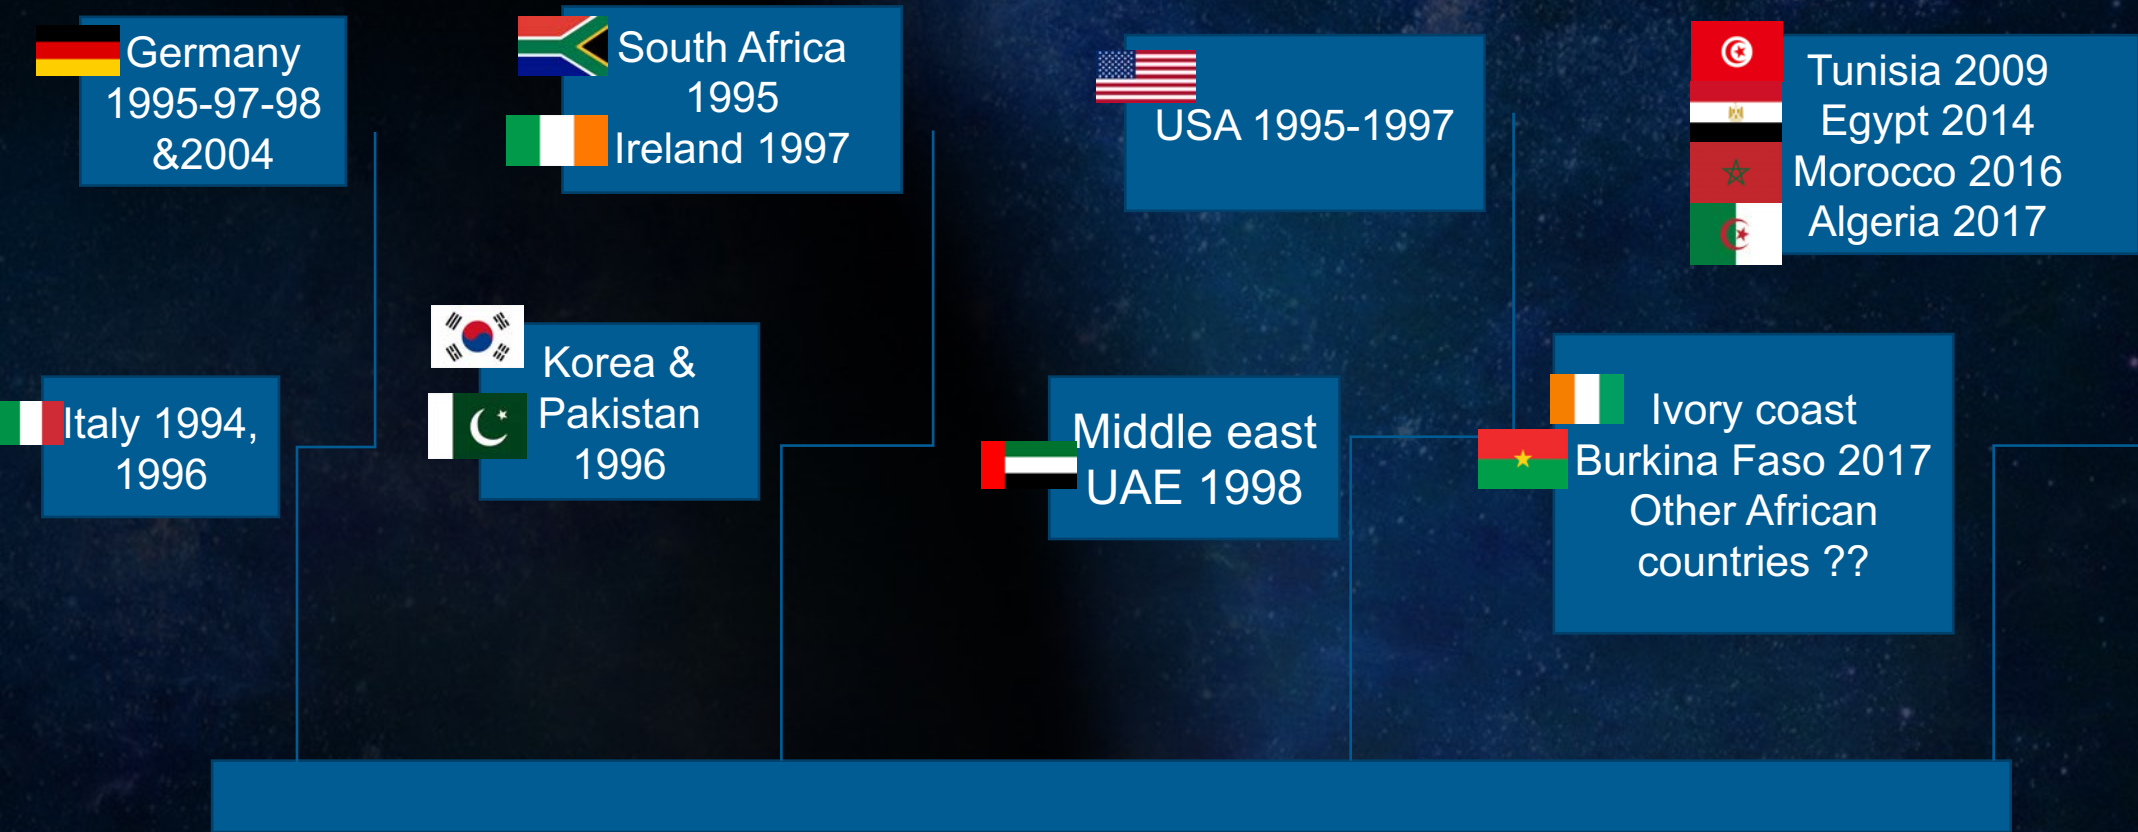 Germany
1995-97-98
&2004
South Africa
1995
Ireland 1997
USA 1995-1997
Tunisia 2009
Egypt 2014
Morocco 2016
Algeria 2017
Italy 1994,
1996
Korea &
Pakistan
1996
Middle east
UAE 1998
Ivory coast
Burkina Faso 2017
Other African
countries ??